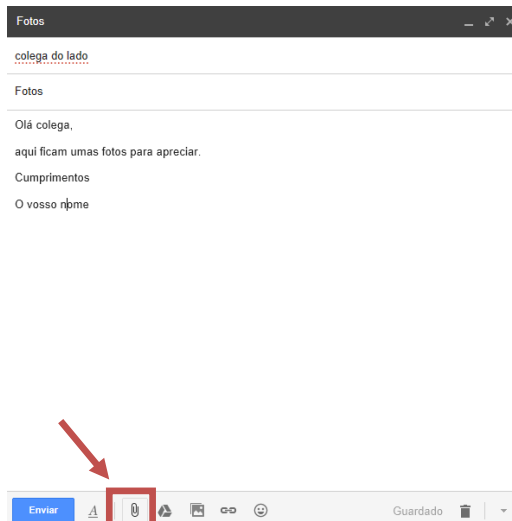 Fotos
colega do lado
Fotos
Olá colega,
aqui ficam umas fotos para apreciar.
Cumprimentos
O vosso nome
Enviar A Guardado